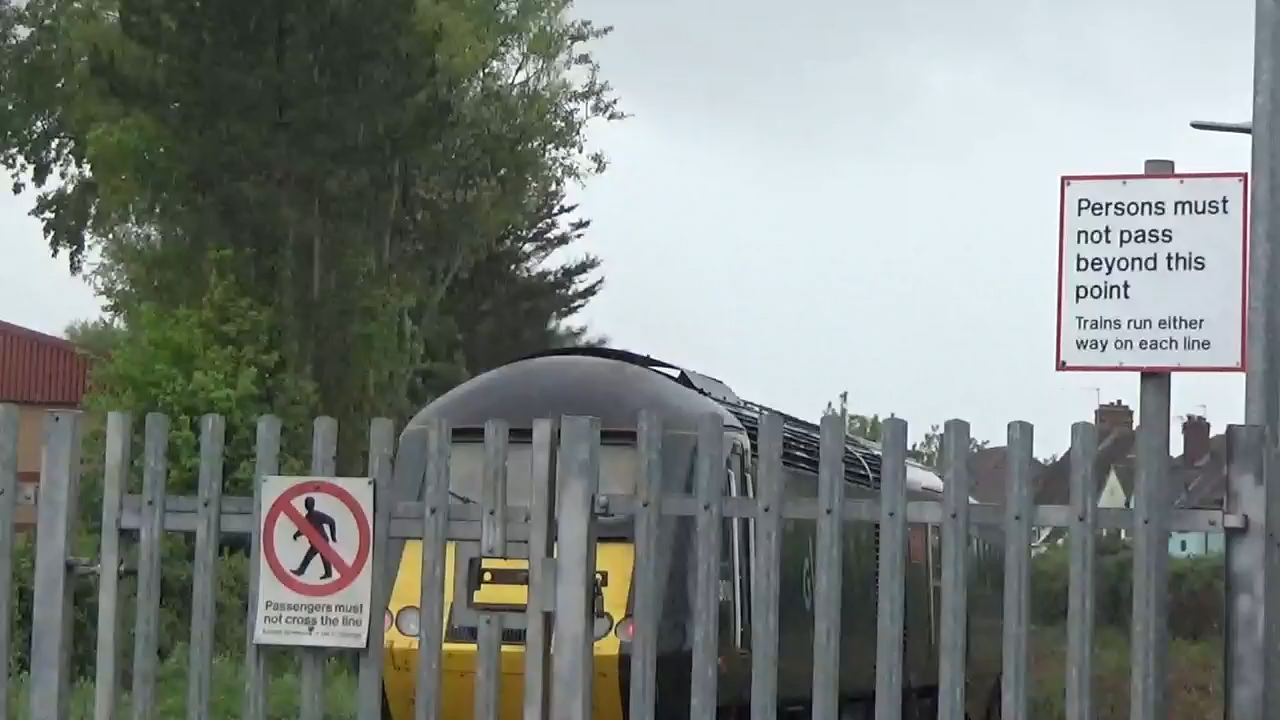 Persons must
not pass
beyond this
point
Trains run either
way on each line
Passengers must
not cross the line